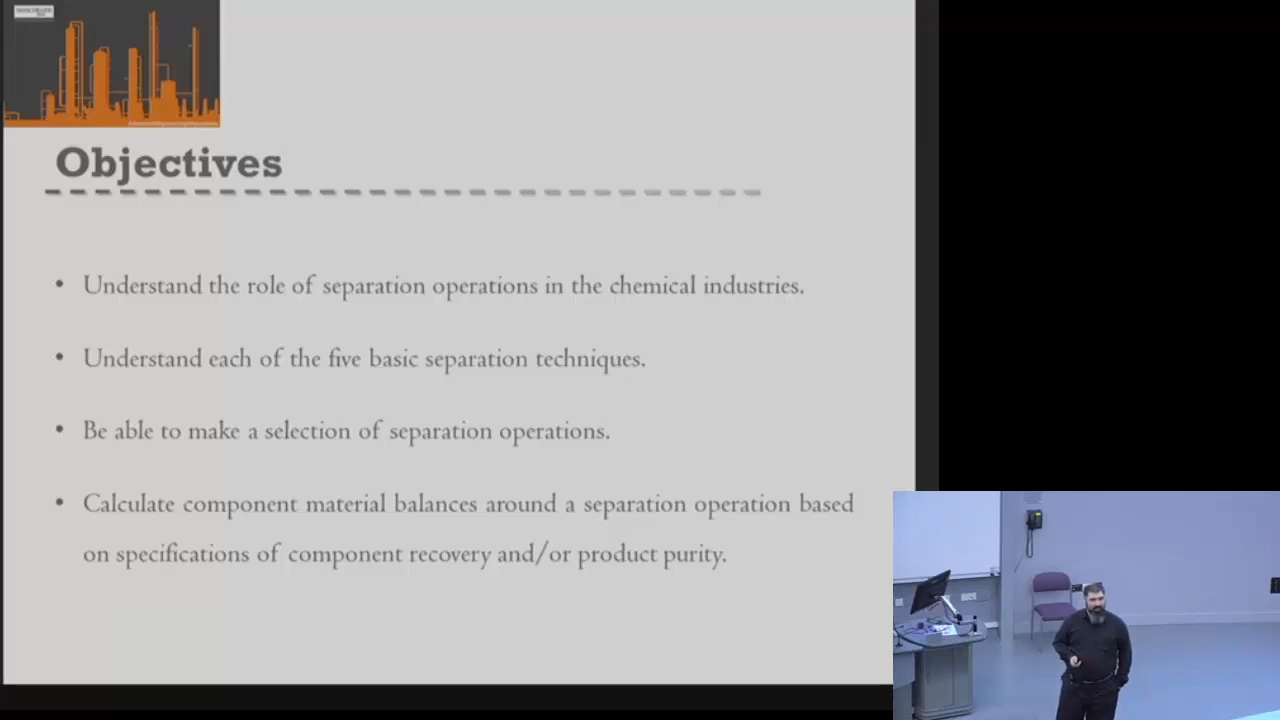 Objectives
• Understand the role of separation operations in the chemical industries.
• Understand each of the five basic separation techniques.
• Be able to make a selection of separation operations.
• Calculate component material balances around a separation operation based
on specifications of component recovery and/or product purity.